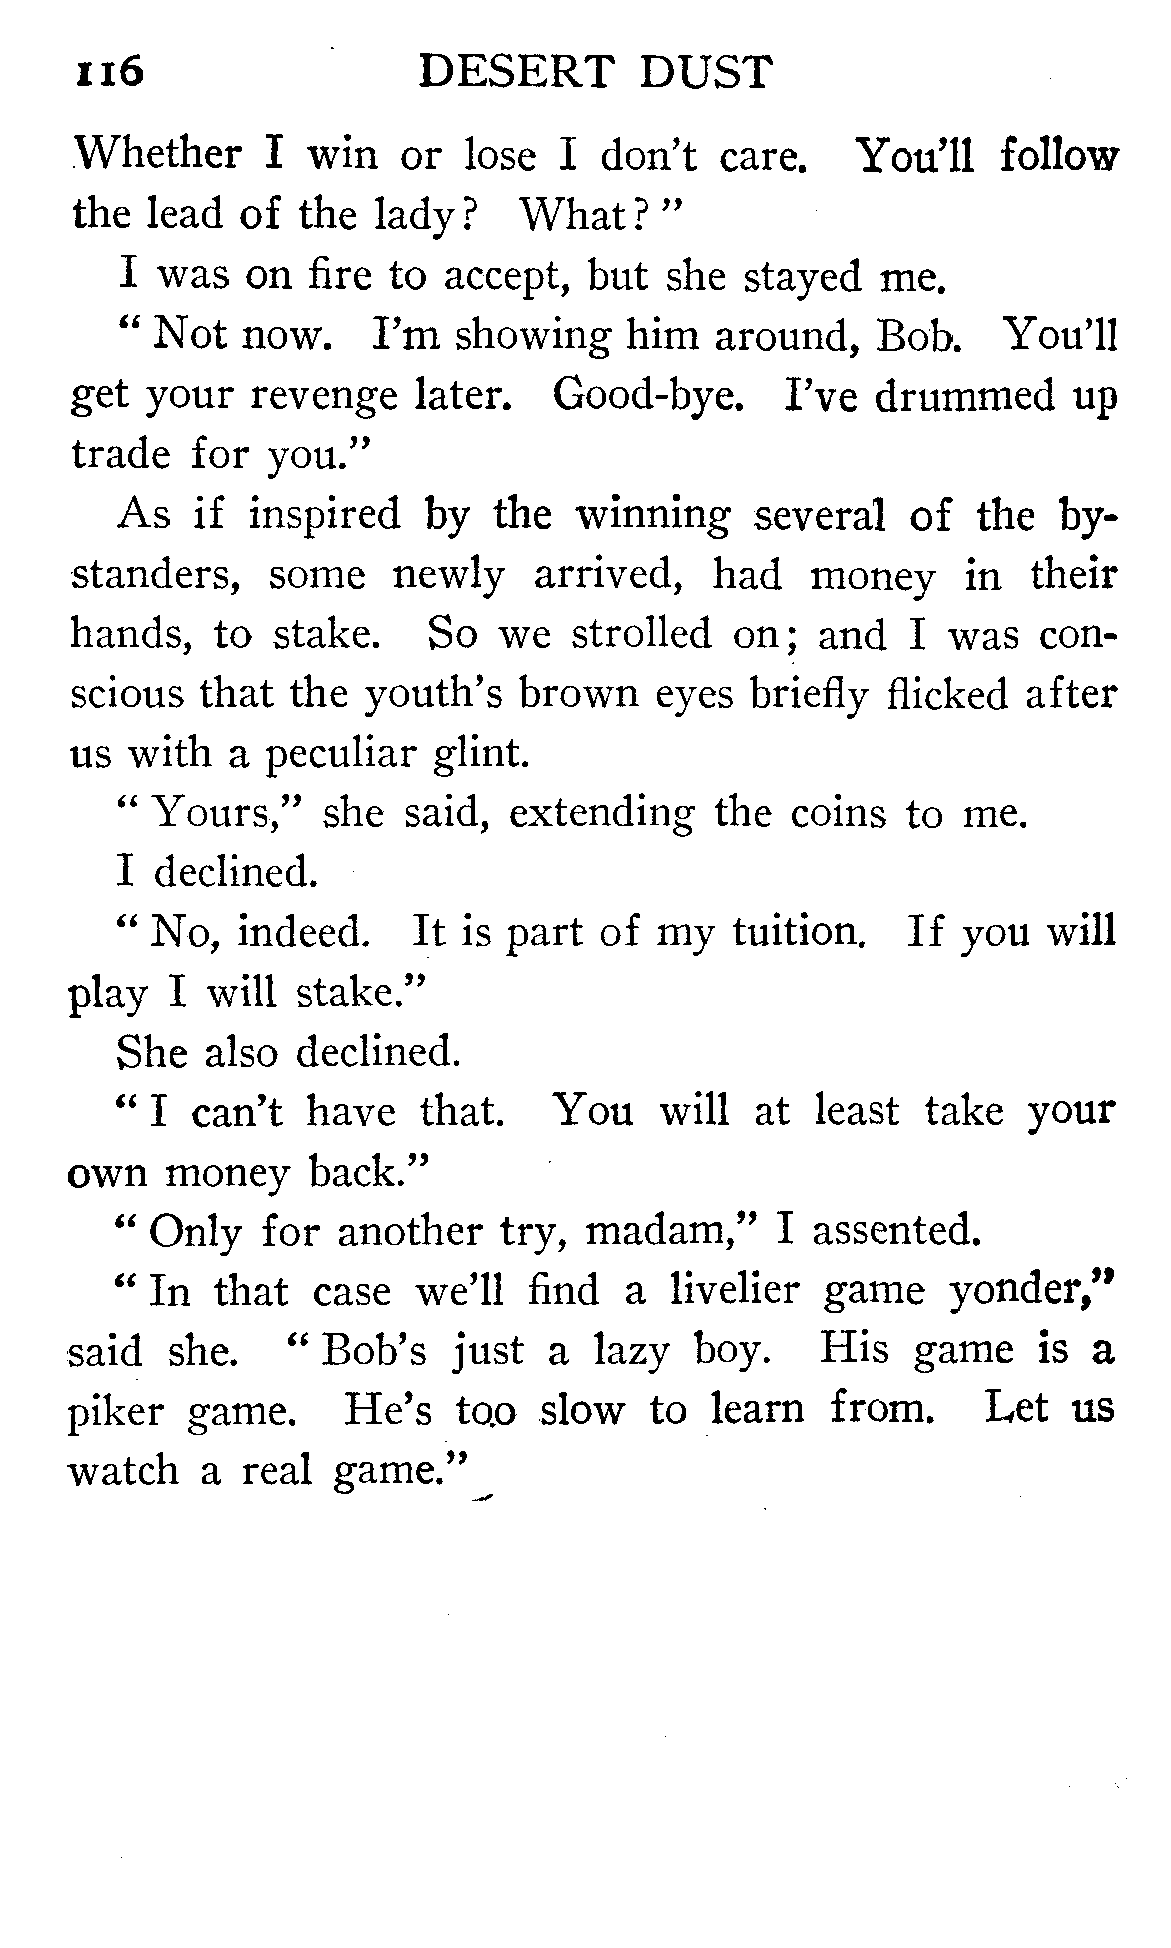 116 DESERT DUST
Whether I win or lose I don't care. You'll follow
the lead of the lady? What?"
I was on fire to accept, but she stayed me.
"Not now. I'm showing him around, Bob. You'll
get your revenge later. Good-bye. I've drummed up
trade for you."
As if inspired by the winning several of the by-
standers, some newly arrived, had money in their
hands, to stake. So we strolled on; and I was con-
scious that the youth's brown eyes briefly flicked after
us with a peculiar glint.
"Yours," she said, extending the coins to me.
I declined.
"No, indeed. It is part of my tuition. If you will
play I will stake."
She also declined.
"I can't have that. You will at least take your
own money back."
"Only for another try, madam," I assented.
"In that case we'll find a livelier game yonder,"
said she. "Bob's just a lazy boy. His game is a
piker game. He's too slow to learn from. Let us
watch a real game."